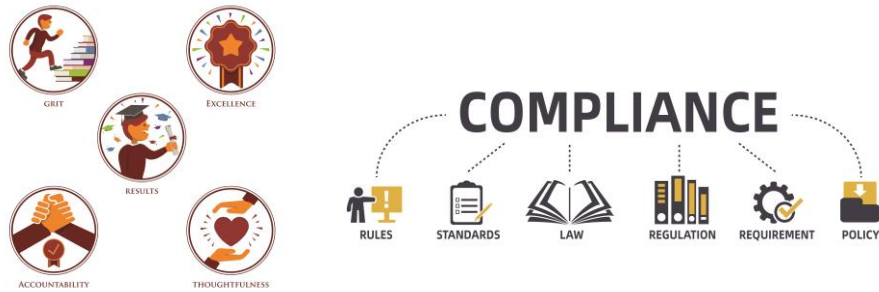 GRIT
EXCELLENCE
RESULTS
ACCOUNTABILITY
THOUGHTFULNESS
COMPLIANCE
RULES
STANDARDS
LAW
REGULATION
REQUIREMENT
POLICY